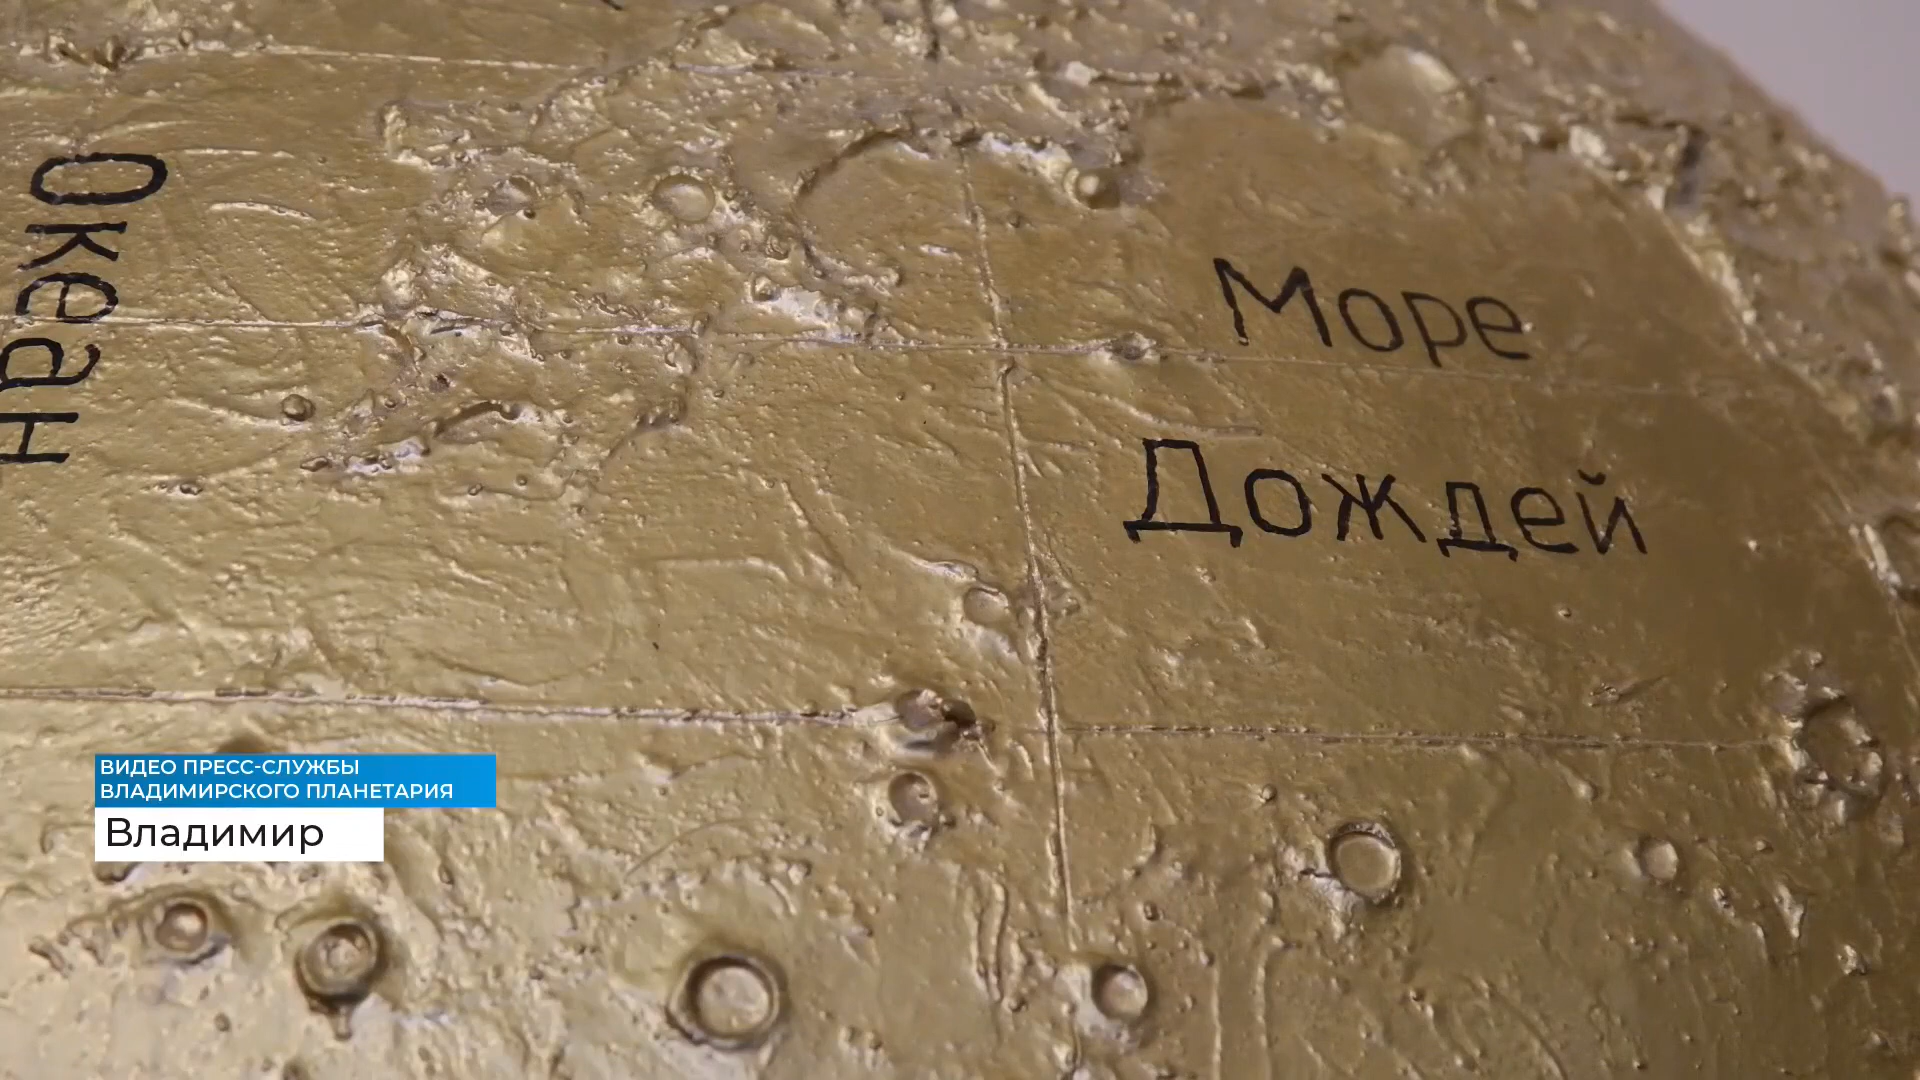 Океан
Море
Дождей
ВИДЕО ПРЕСС-СЛУЖБЫ
ВЛАДИМИРСКОГО ПЛАНЕТАРИЯ
Владимир